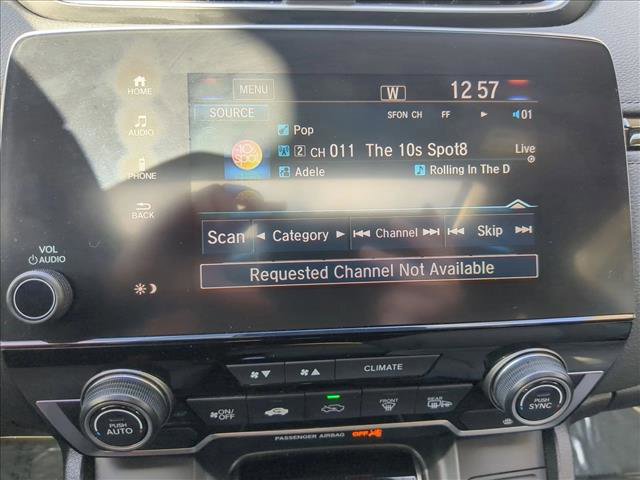 HOME
AUDIO
PHONE
BACK
VOL
AUDIO
MENU
W
12:57
SOURCE
SFON CH FF 01
Pop
2 CH 011 The 10s Spot8 Live
Adele Rolling In The D
10s SPOT
Scan Category Channel Skip
Requested Channel Not Available
CLIMATE
PUSH AUTO
ON/OFF
FRONT
REAR
PUSH SYNC
PASSENGER AIRBAG OFF